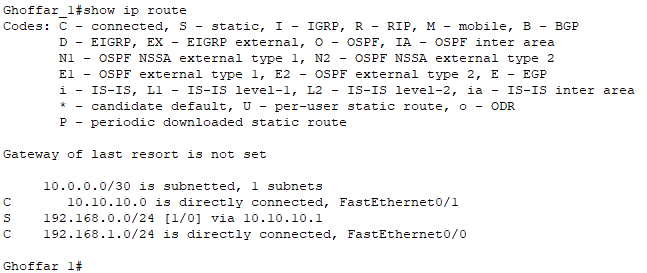 Ghoffar_1#show ip route
Codes: C - connected, S - static, I - IGRP, R - RIP, M - mobile, B - BGP
       D - EIGRP, EX - EIGRP external, O - OSPF, IA - OSPF inter area
       N1 - OSPF NSSA external type 1, N2 - OSPF NSSA external type 2
       E1 - OSPF external type 1, E2 - OSPF external type 2, E - EGP
       i - IS-IS, L1 - IS-IS level-1, L2 - IS-IS level-2, ia - IS-IS inter area
       * - candidate default, U - per-user static route, o - ODR
       P - periodic downloaded static route

Gateway of last resort is not set

     10.0.0.0/30 is subnetted, 1 subnets
C       10.10.10.0 is directly connected, FastEthernet0/1
S    192.168.0.0/24 [1/0] via 10.10.10.1
C    192.168.1.0/24 is directly connected, FastEthernet0/0

Ghoffar 1#